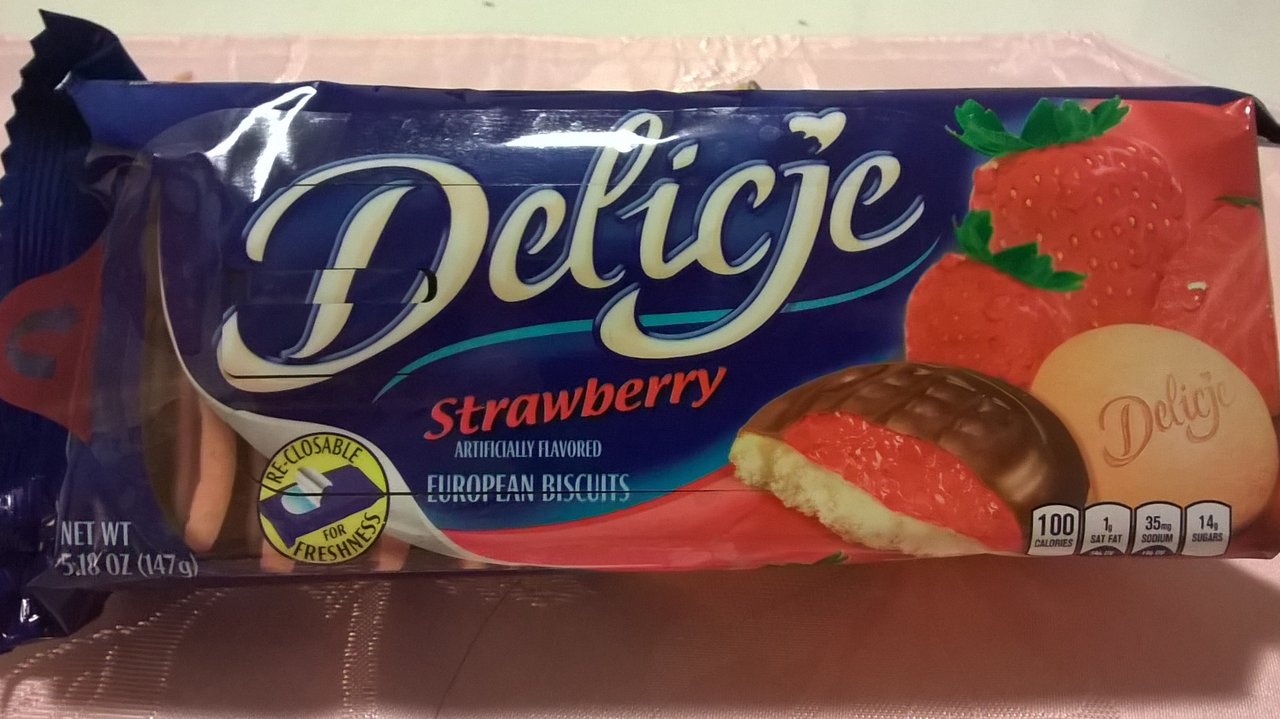 Delicje
Strawberry
ARTIFICIALLY FLAVORED
EUROPEAN BISCUITS
RE-CLOSABLE
FOR
FRESHNESS
NET WT
5.18 OZ (147g)
Delicje
100
CALORIES
1g
SAT FAT
35mg
SODIUM
14g
SUGARS